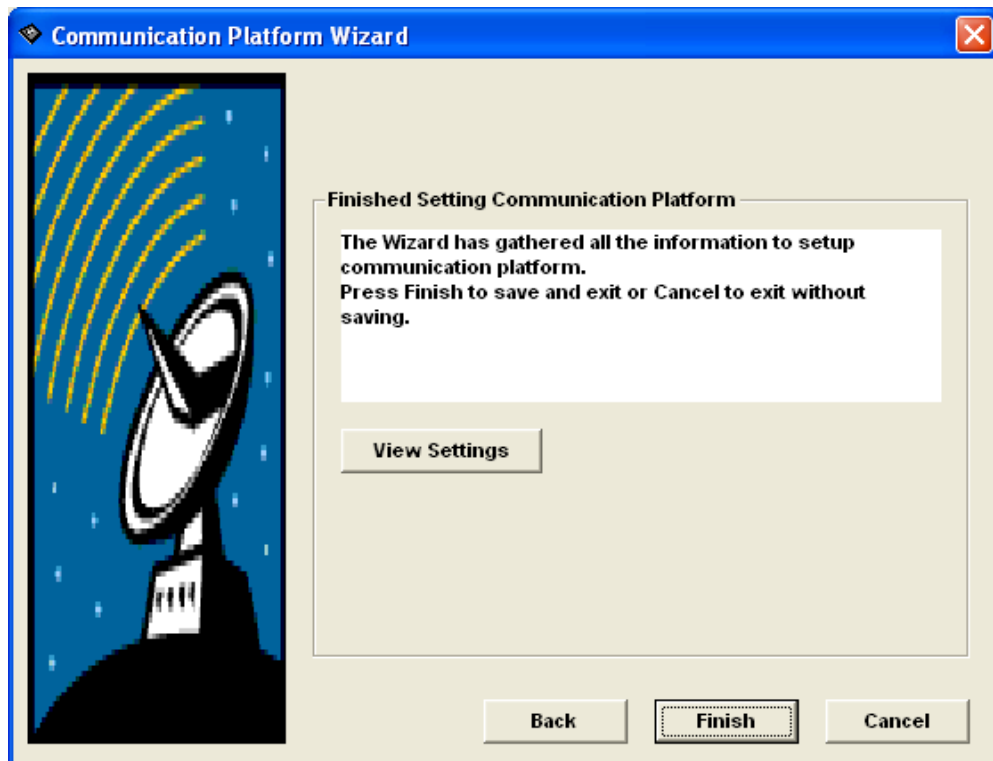 Communication Platform Wizard
Finished Setting Communication Platform
The Wizard has gathered all the information to setup
communication platform.
Press Finish to save and exit or Cancel to exit without
saving.
View Settings
Back Finish Cancel